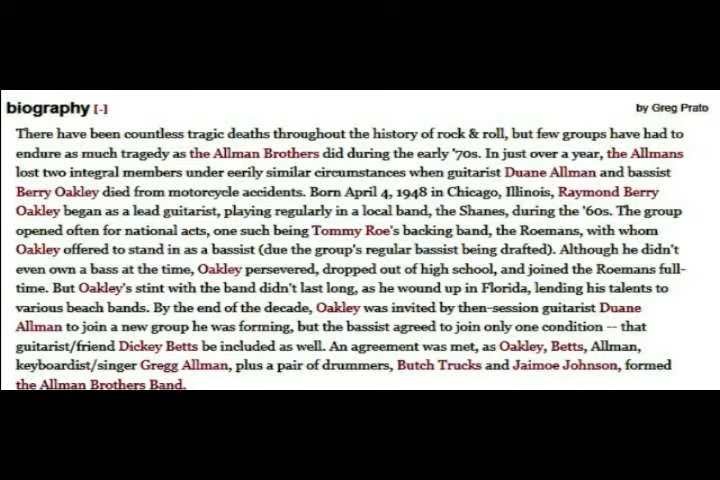 biography [-]
by Greg Prato
There have been countless tragic deaths throughout the history of rock & roll, but few groups have had to
endure as much tragedy as the Allman Brothers did during the early '70s. In just over a year, the Allmans
lost two integral members under eerily similar circumstances when guitarist Duane Allman and bassist
Berry Oakley died from motorcycle accidents. Born April 4, 1948 in Chicago, Illinois, Raymond Berry
Oakley began as a lead guitarist, playing regularly in a local band, the Shanes, during the '60s. The group
opened often for national acts, one such being Tommy Roe's backing band, the Roemans, with whom
Oakley offered to stand in as a bassist (due the group's regular bassist being drafted). Although he didn't
even own a bass at the time, Oakley persevered, dropped out of high school, and joined the Roemans full-
time. But Oakley's stint with the band didn't last long, as he wound up in Florida, lending his talents to
various beach bands. By the end of the decade, Oakley was invited by then-session guitarist Duane
Allman to join a new group he was forming, but the bassist agreed to join only one condition -- that
guitarist/friend Dickey Betts be included as well. An agreement was met, as Oakley, Betts, Allman,
keyboardist/singer Gregg Allman, plus a pair of drummers, Butch Trucks and Jaimoe Johnson, formed
the Allman Brothers Band.